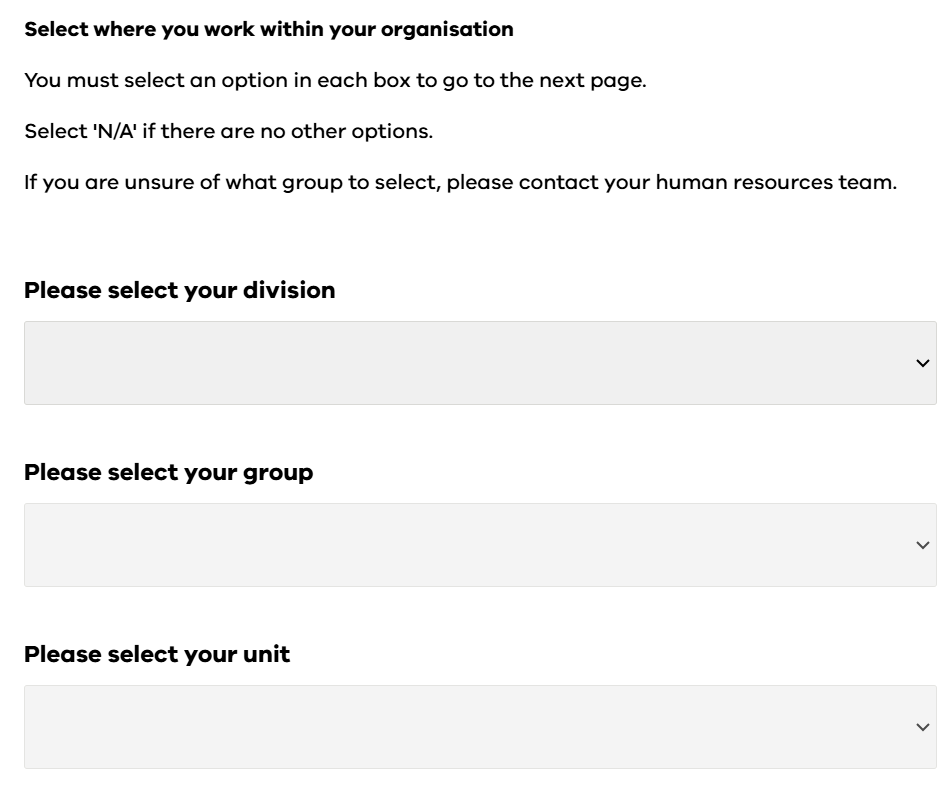 Select where you work within your organisation
You must select an option in each box to go to the next page.
Select 'N/A' if there are no other options.
If you are unsure of what group to select, please contact your human resources team.
Please select your division
Please select your group
Please select your unit